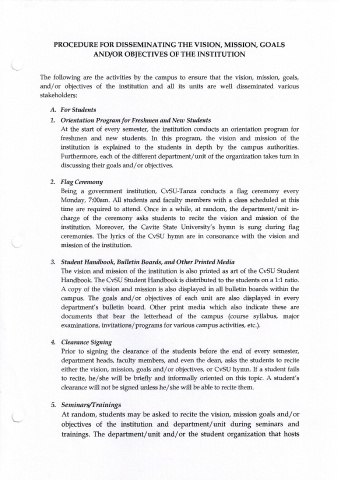 PROCEDURE FOR DISSEMINATING THE VISION, MISSION, GOALS
AND/OR OBJECTIVES OF THE INSTITUTION
The following are the activities by the campus to ensure that the vision, mission, goals,
and/or objectives of the institution and all its units are well disseminated various
stakeholders:
A. For Students
1. Orientation Program for Freshmen and New Students
At the start of every semester, the institution conducts an orientation program for
freshmen and new students. In this program, the vision and mission of the
institution is explained to the students in depth by the campus authorities.
Furthermore, each of the different department/unit of the organization takes turn in
discussing their goals and/or objectives.
2. Flag Ceremony
Being a government institution, CvSU-Tanza conducts a flag ceremony every
Monday, 7:00am. All students and faculty members with a class scheduled at this
time are required to attend. Once in a while, at random, the department/unit in-
charge of the ceremony asks students to recite the vision and mission of the
institution. Moreover, the Cavite State University's hymn is sung during flag
ceremonies. The lyrics of the CvSU hymn are in consonance with the vision and
mission of the institution.
3. Student Handbook, Bulletin Boards, and Other Printed Media
The vision and mission of the institution is also printed as art of the CvSU Student
Handbook. The CvSU Student Handbook is distributed to the students on a 1:1 ratio.
A copy of the vision and mission is also displayed in all bulletin boards within the
campus. The goals and/or objectives of each unit are also displayed in every
department's bulletin board. Other print media which also indicate these are
documents that bear the letterhead of the campus (course syllabus, major
examinations, invitations/programs for various campus activities, etc.).
4. Clearance Signing
Prior to signing the clearance of the students before the end of every semester,
department heads, faculty members, and even the dean, asks the students to recite
either the vision, mission, goals and/or objectives, or CvSU hymn. If a student fails
to recite, he/she will be briefly and informally oriented on this topic. A student's
clearance will not be signed unless he/she will be able to recite them.
5. Seminars/Trainings
At random, students may be asked to recite the vision, mission goals and/or
objectives of the institution and department/unit during seminars and
trainings. The department/unit and/or the student organization that hosts